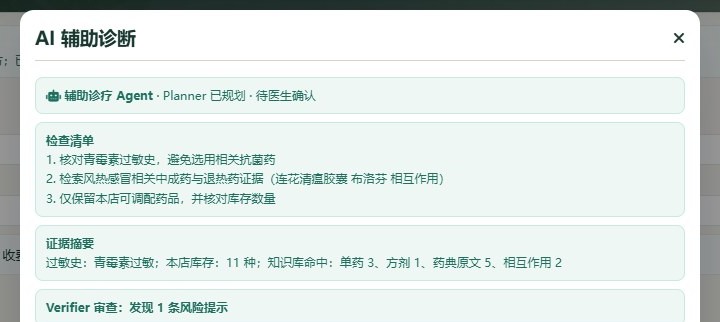 AI 辅助诊断
辅助诊疗 Agent · Planner 已规划 · 待医生确认
检查清单
1. 核对青霉素过敏史，避免选用相关抗菌药
2. 检索风热感冒相关中成药与退热药证据（连花清瘟胶囊 布洛芬 相互作用）
3. 仅保留本店可调配药品，并核对库存数量
证据摘要
过敏史：青霉素过敏；本店库存：11 种；知识库命中：单药 3、方剂 1、药典原文 5、相互作用 2
收费
Verifier 审查：发现 1 条风险提示